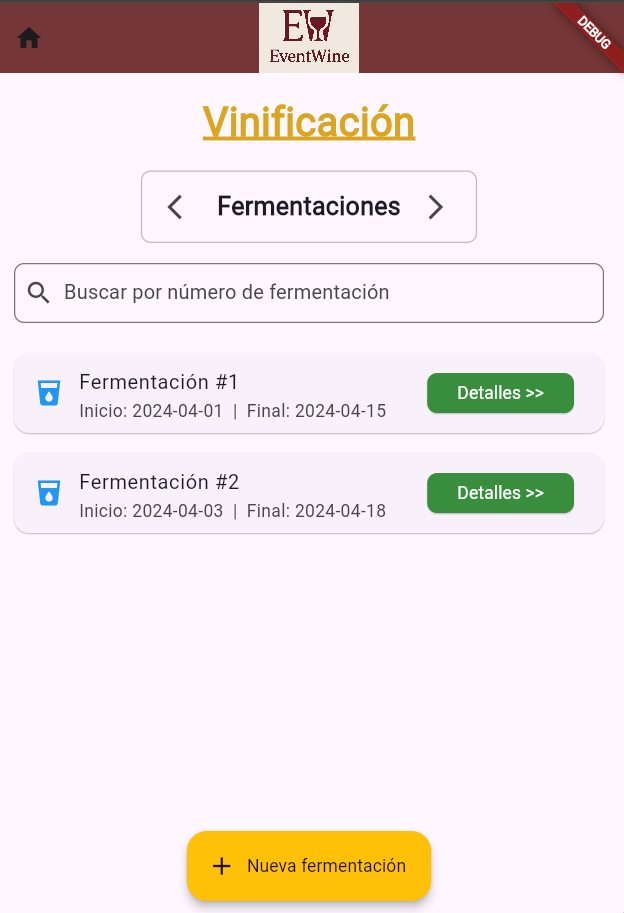 EW
EventWine
DEBUG
Vinificación
Fermentaciones
Buscar por número de fermentación
Fermentación #1
Inicio: 2024-04-01 | Final: 2024-04-15
Detalles >>
Fermentación #2
Inicio: 2024-04-03 | Final: 2024-04-18
Detalles >>
+ Nueva fermentación